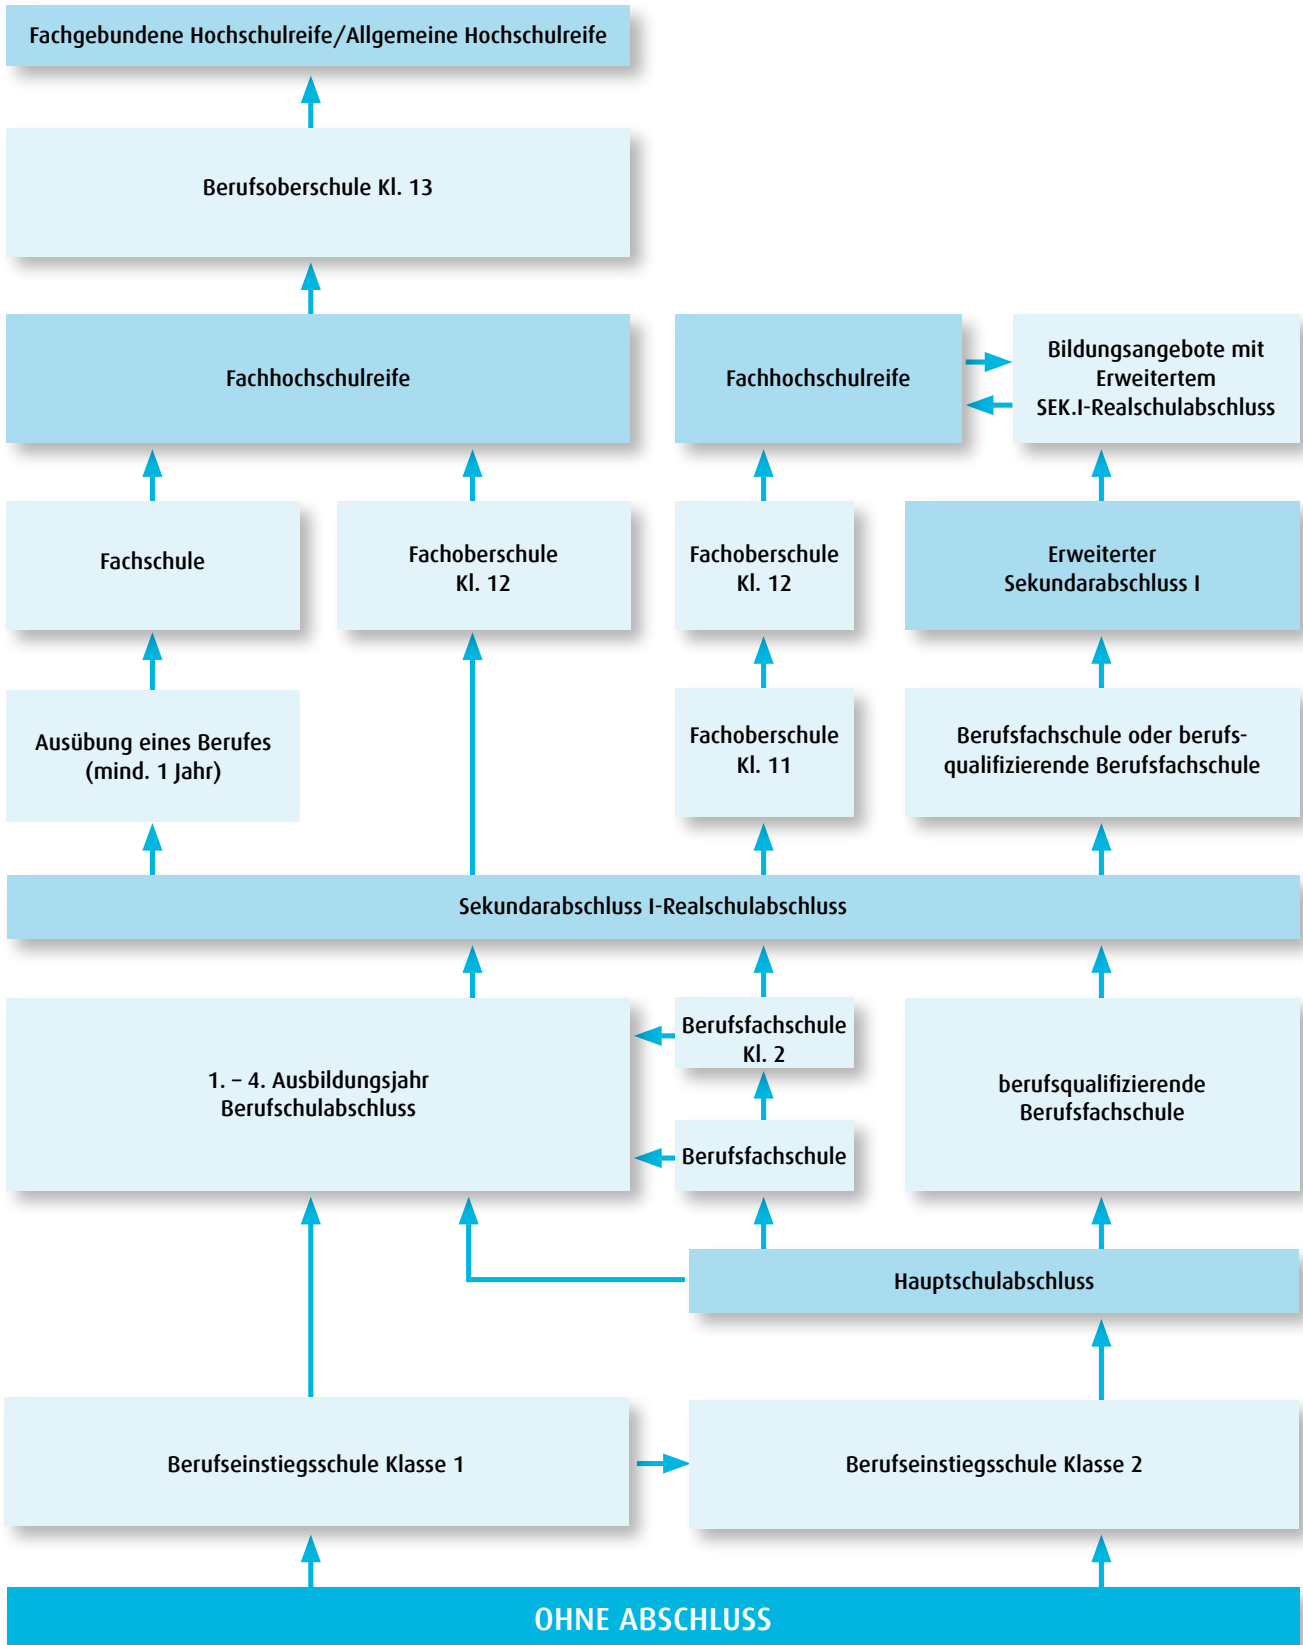 Fachgebundene Hochschulreife/Allgemeine Hochschulreife
Berufsoberschule Kl. 13
Fachhochschulreife
Fachhochschulreife
Bildungsangebote mit
Erweitertem
SEK.I-Realschulabschluss
Fachschule
Fachoberschule
Kl. 12
Fachoberschule
Kl. 12
Erweiterter
Sekundarabschluss I
Ausübung eines Berufes
(mind. 1 Jahr)
Fachoberschule
Kl. 11
Berufsfachschule oder berufs-
qualifizierende Berufsfachschule
Sekundarabschluss I-Realschulabschluss
1. – 4. Ausbildungsjahr
Berufschulabschluss
Berufsfachschule
Kl. 2
Berufsfachschule
berufsqualifizierende
Berufsfachschule
Hauptschulabschluss
Berufseinstiegsschule Klasse 1
Berufseinstiegsschule Klasse 2
OHNE ABSCHLUSS